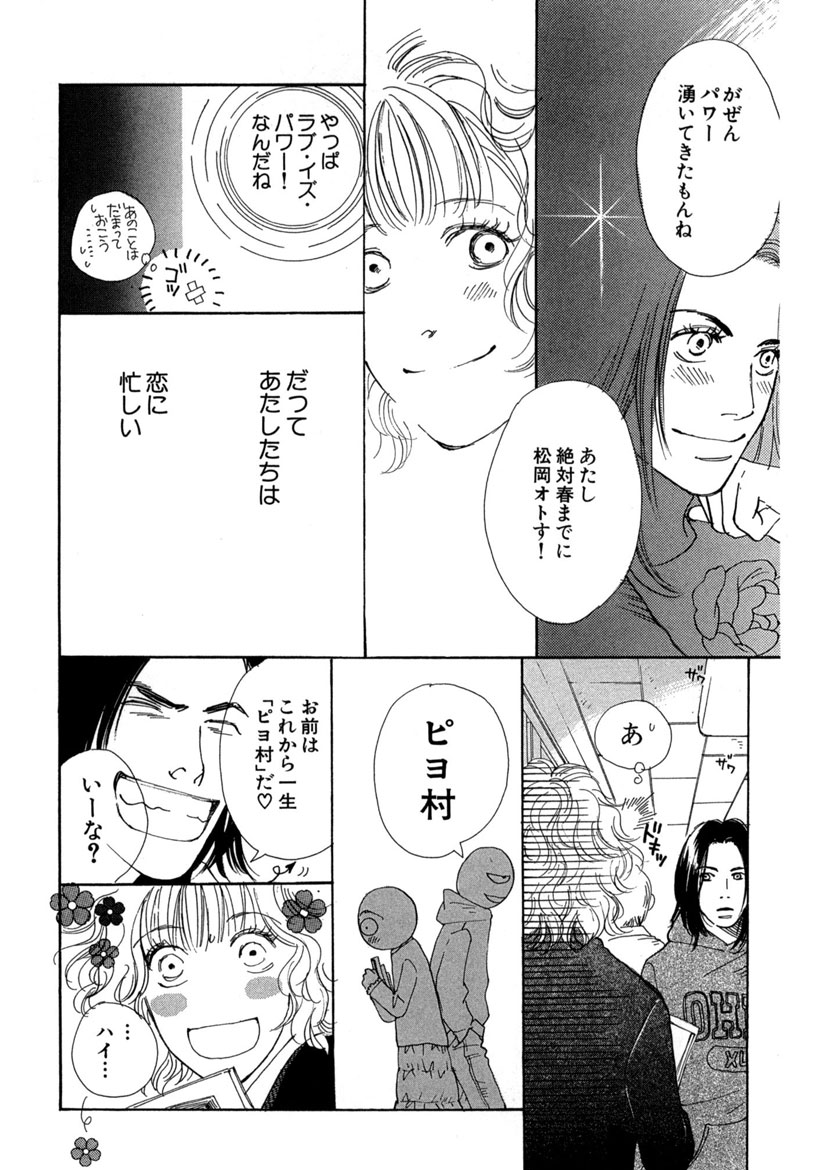 がぜん
パワー
湧いてきたもんね
あたし
絶対春までに
松岡オトす!
やっぱ
ラブ・イズ・
パワー!
なんだね
あのことは
だまって
おこう
……
ゴッ
だって
あたしたちは
恋に
忙しい
ザワ
ザワ
あ
ドキッ
OH
XL
ピヨ村
お前は
これから一生
「ピヨ村」だ♡
いーな?
…
ハイ…